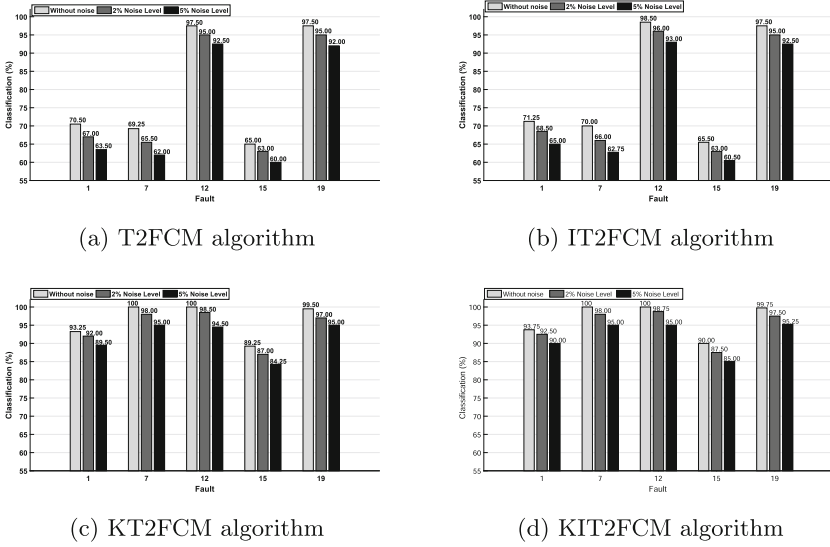 Without noise 2% Noise Level 5% Noise Level
Classification (%)
100
95
90
85
80
75
70
65
60
55
70.50 67.00 63.50
69.25 65.50 62.00
97.50 95.00 92.50
65.00 63.00 60.00
97.50 95.00 92.00
1 7 12 15 19
Fault
(a) T2FCM algorithm
Without noise 2% Noise Level 5% Noise Level
Classification (%)
100
95
90
85
80
75
70
65
60
55
71.25 68.50 65.00
70.00 66.00 62.75
98.50 96.00 93.00
65.50 63.00 60.50
97.50 95.00 92.50
1 7 12 15 19
Fault
(b) IT2FCM algorithm
Without noise 2% Noise Level 5% Noise Level
Classification (%)
100
95
90
85
80
75
70
65
60
55
93.25 92.00 89.50
100 98.00 95.00
100 98.50 94.50
89.25 87.00 84.25
99.50 97.00 95.00
1 7 12 15 19
Fault
(c) KT2FCM algorithm
Without noise 2% Noise Level 5% Noise Level
Classification (%)
100
95
90
85
80
75
70
65
60
55
93.75 92.50 90.00
100 98.00 95.00
100 98.75 95.00
90.00 87.50 85.00
99.75 97.50 95.25
1 7 12 15 19
Fault
(d) KIT2FCM algorithm